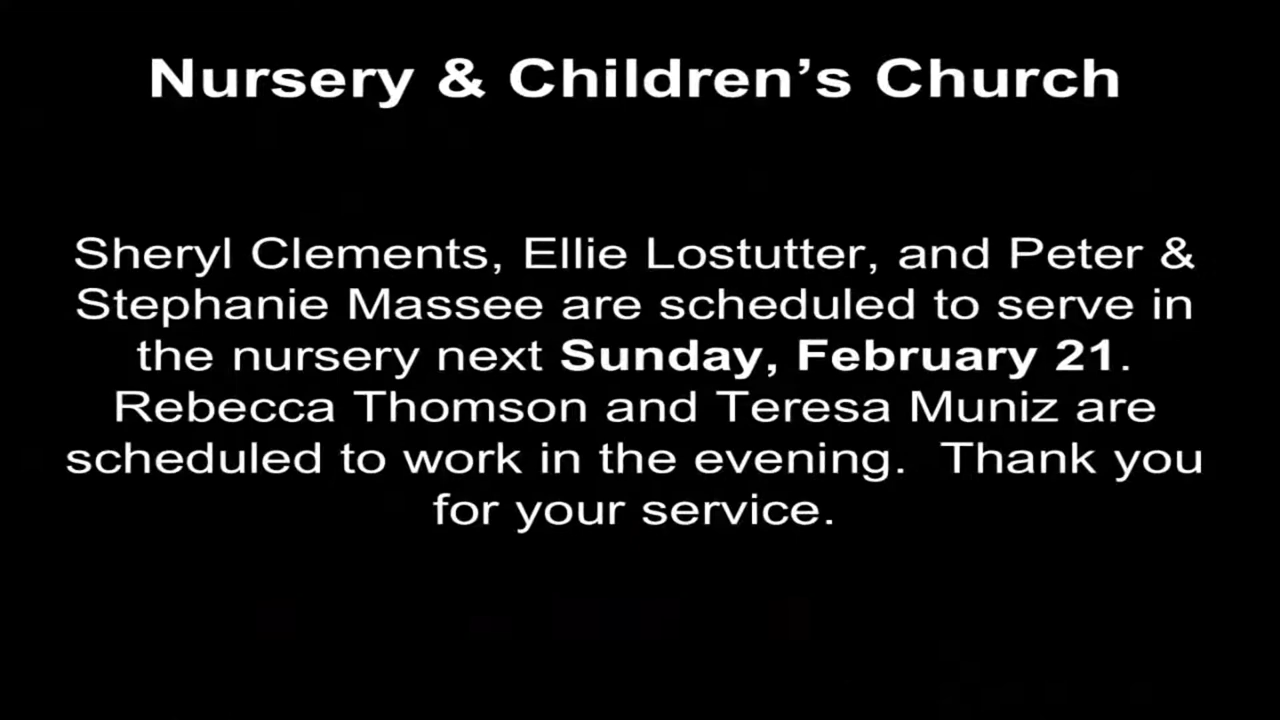 Nursery & Children’s Church
Sheryl Clements, Ellie Lostutter, and Peter &
Stephanie Massee are scheduled to serve in
the nursery next Sunday, February 21.
Rebecca Thomson and Teresa Muniz are
scheduled to work in the evening.  Thank you
for your service.